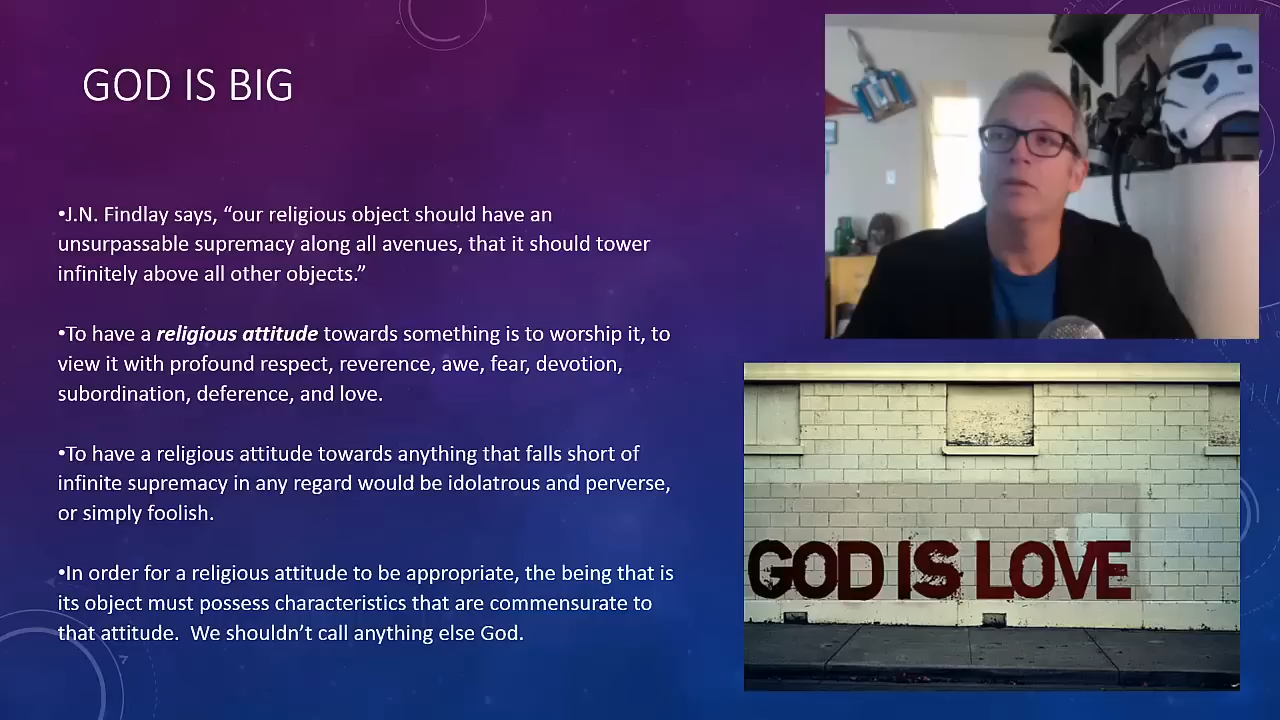 GOD IS BIG
•J.N. Findlay says, “our religious object should have an
unsurpassable supremacy along all avenues, that it should tower
infinitely above all other objects.”
•To have a religious attitude towards something is to worship it, to
view it with profound respect, reverence, awe, fear, devotion,
subordination, deference, and love.
•To have a religious attitude towards anything that falls short of
infinite supremacy in any regard would be idolatrous and perverse,
or simply foolish.
•In order for a religious attitude to be appropriate, the being that is
its object must possess characteristics that are commensurate to
that attitude.  We shouldn’t call anything else God.
GOD IS LOVE